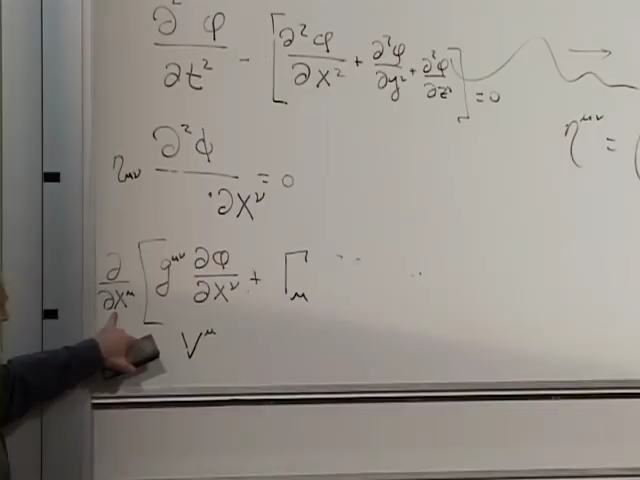 ∂²φ/∂t² - [∂²φ/∂x² + ∂²φ/∂y² + ∂²φ/∂z²] = 0
η^μν = (
η_μν ∂²φ/∂x^ν = 0
∂/∂x^μ [g^μν ∂φ/∂x^ν + Γ_μ ...
V^μ